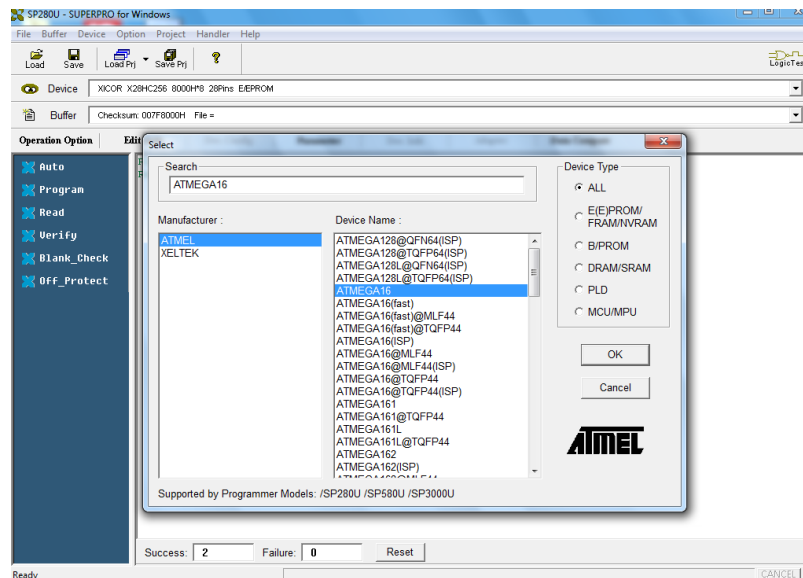 SP280U - SUPERPRO for Windows
File Buffer Device Option Project Handler Help
Load Save Load Prj Save Prj ?
LogicTes
Device XICOR X28HC256 8000H*8 28Pins E/EPROM
Buffer Checksum: 007F8000H File =
Operation Option Edit
Select
Auto
Program
Read
Verify
Blank_Check
Off_Protect
Search
ATMEGA16
Manufacturer :
ATMEL
XELTEK
Device Name :
ATMEGA128@QFN64(ISP)
ATMEGA128@TQFP64(ISP)
ATMEGA128L@QFN64(ISP)
ATMEGA128L@TQFP64(ISP)
ATMEGA16
ATMEGA16(fast)
ATMEGA16(fast)@MLF44
ATMEGA16(fast)@TQFP44
ATMEGA16(ISP)
ATMEGA16@MLF44
ATMEGA16@MLF44(ISP)
ATMEGA16@TQFP44
ATMEGA16@TQFP44(ISP)
ATMEGA161
ATMEGA161@TQFP44
ATMEGA161L
ATMEGA161L@TQFP44
ATMEGA162
ATMEGA162(ISP)
ATMEGA162@MLF44
Device Type
ALL
E(E)PROM/
FRAM/NVRAM
B/PROM
DRAM/SRAM
PLD
MCU/MPU
OK
Cancel
ATMEL
Supported by Programmer Models: /SP280U /SP580U /SP3000U
Success: 2 Failure: 0 Reset
Ready CANCEL